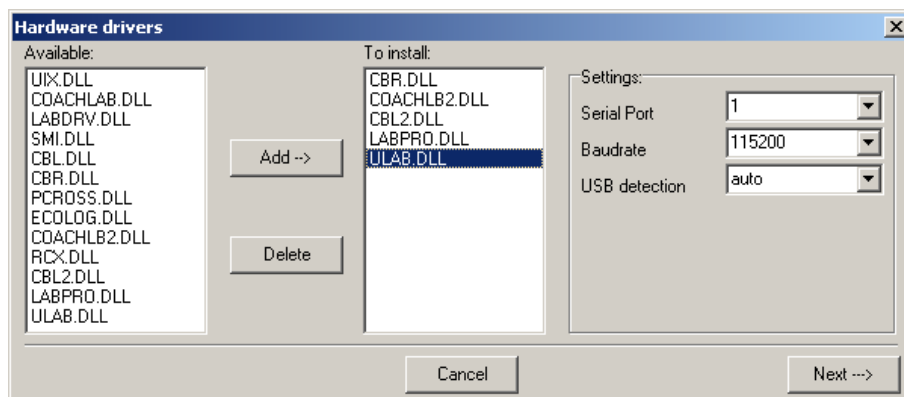 Hardware drivers
Available:
UIX.DLL
COACHLAB.DLL
LABDRV.DLL
SMI.DLL
CBL.DLL
CBR.DLL
PCROSS.DLL
ECOLOG.DLL
COACHLB2.DLL
RCX.DLL
CBL2.DLL
LABPRO.DLL
ULAB.DLL
Add -->
Delete
To install:
CBR.DLL
COACHLB2.DLL
CBL2.DLL
LABPRO.DLL
ULAB.DLL
Settings:
Serial Port 1
Baudrate 115200
USB detection auto
Cancel
Next --->